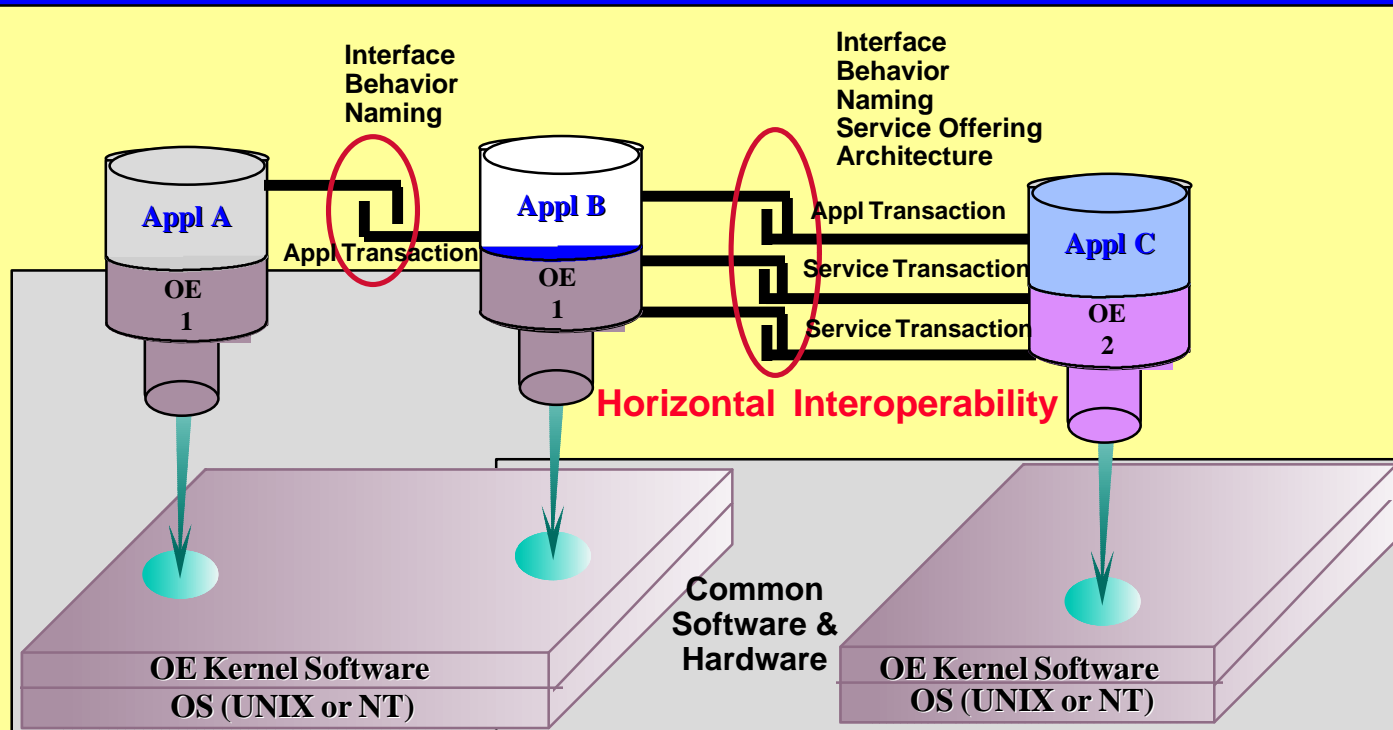 Interface
Behavior
Naming
Interface
Behavior
Naming
Service Offering
Architecture
Appl A
Appl B
Appl C
Appl Transaction
Appl Transaction
Service Transaction
Service Transaction
OE
1
OE
1
OE
2
Horizontal Interoperability
Common
Software &
Hardware
OE Kernel Software
OS (UNIX or NT)
OE Kernel Software
OS (UNIX or NT)